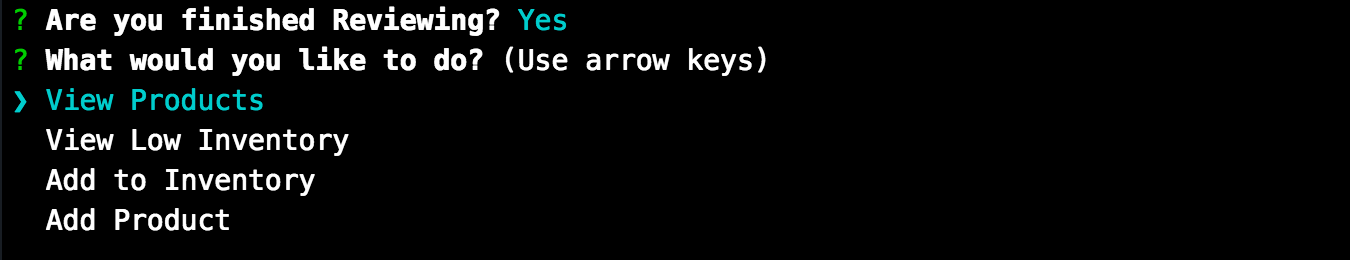 ? Are you finished Reviewing? Yes
? What would you like to do? (Use arrow keys)
❯ View Products
View Low Inventory
Add to Inventory
Add Product